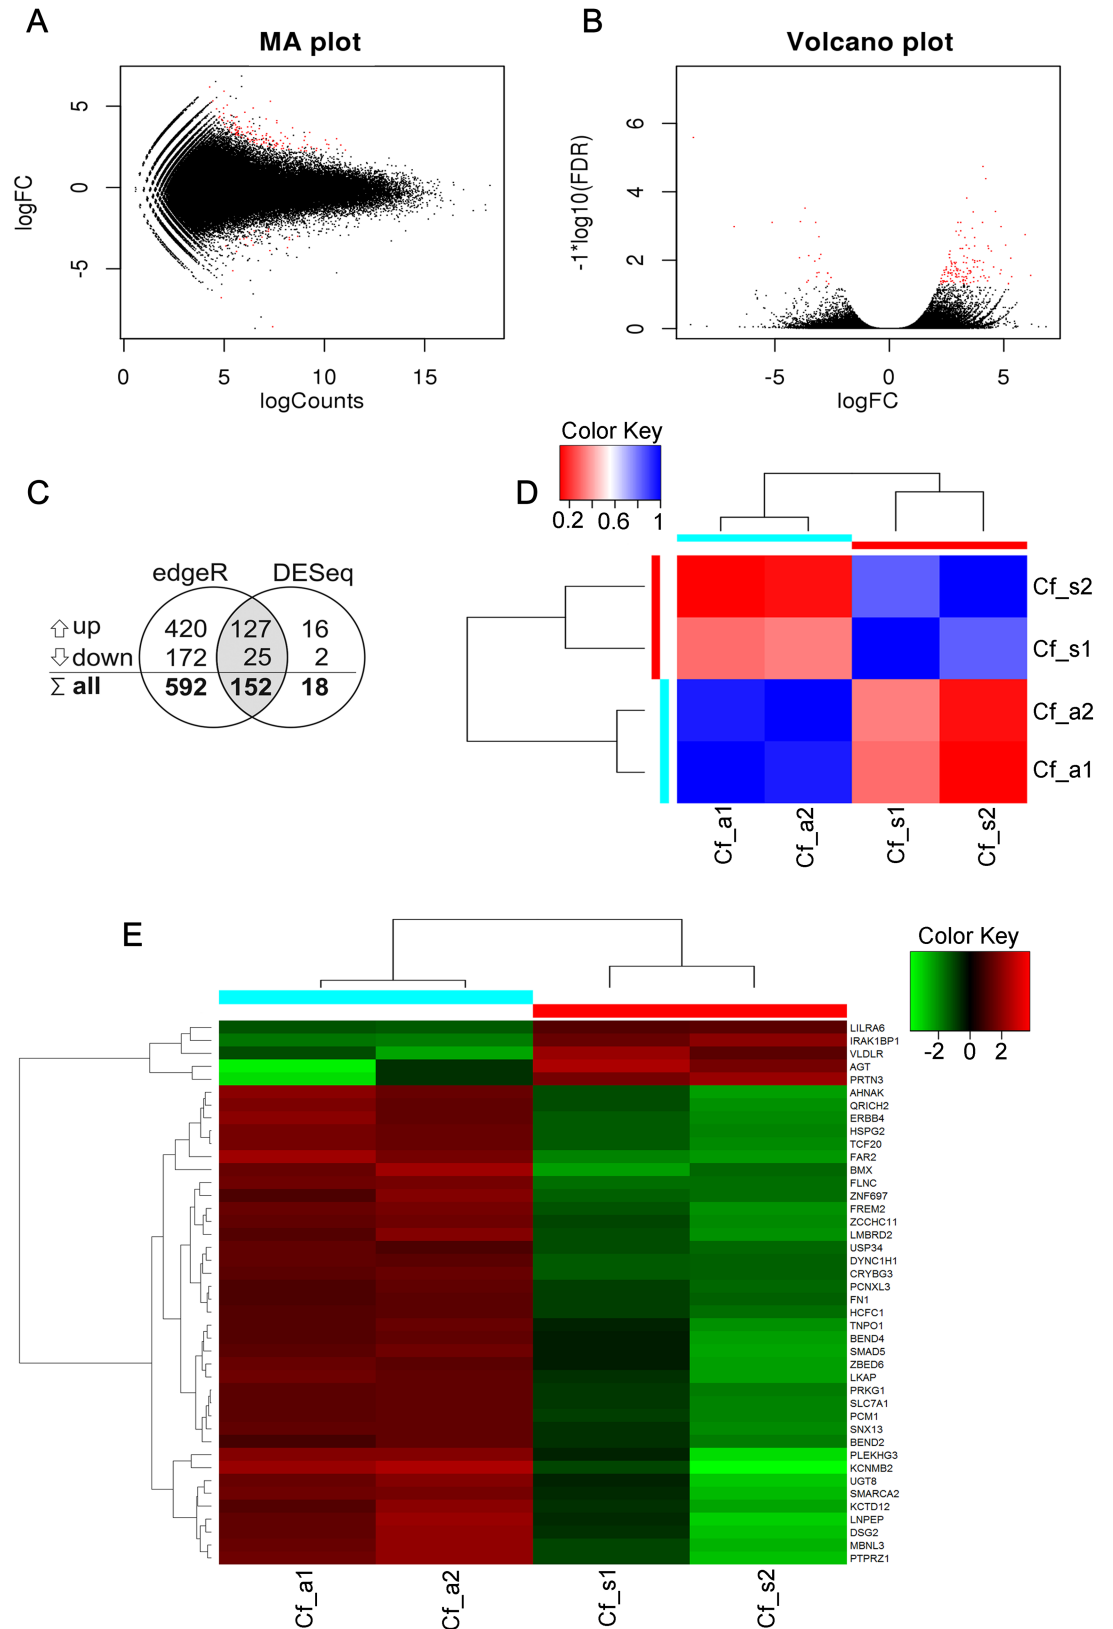 A
MA plot
logFC
5
0
-5
0
5
10
15
logCounts
B
Volcano plot
-1*log10(FDR)
6
4
2
0
-5
0
5
logFC
C
edgeR DESeq
up 420 127 16
down 172 25 2
∑ all 592 152 18
D
Color Key
0.2 0.6 1
Cf_s2
Cf_s1
Cf_a2
Cf_a1
Cf_a1
Cf_a2
Cf_s1
Cf_s2
E
Color Key
-2 0 2
LILRA6
IRAK1BP1
VLDLR
AGT
PRTN3
AHNAK
QRICH2
ERBB4
HSPG2
TCF20
FAR2
BMX
FLNC
ZNF697
FREM2
ZCCHC11
LMBRD2
USP34
DYNC1H1
CRYBG3
PCNXL3
FN1
HCFC1
TNPO1
BEND4
SMAD5
ZBED6
LKAP
PRKG1
SLC7A1
PCM1
SNX13
BEND2
PLEKHG3
KCNMB2
UGT8
SMARCA2
KCTD12
LNPEP
DSG2
MBNL3
PTPRZ1
Cf_a1
Cf_a2
Cf_s1
Cf_s2